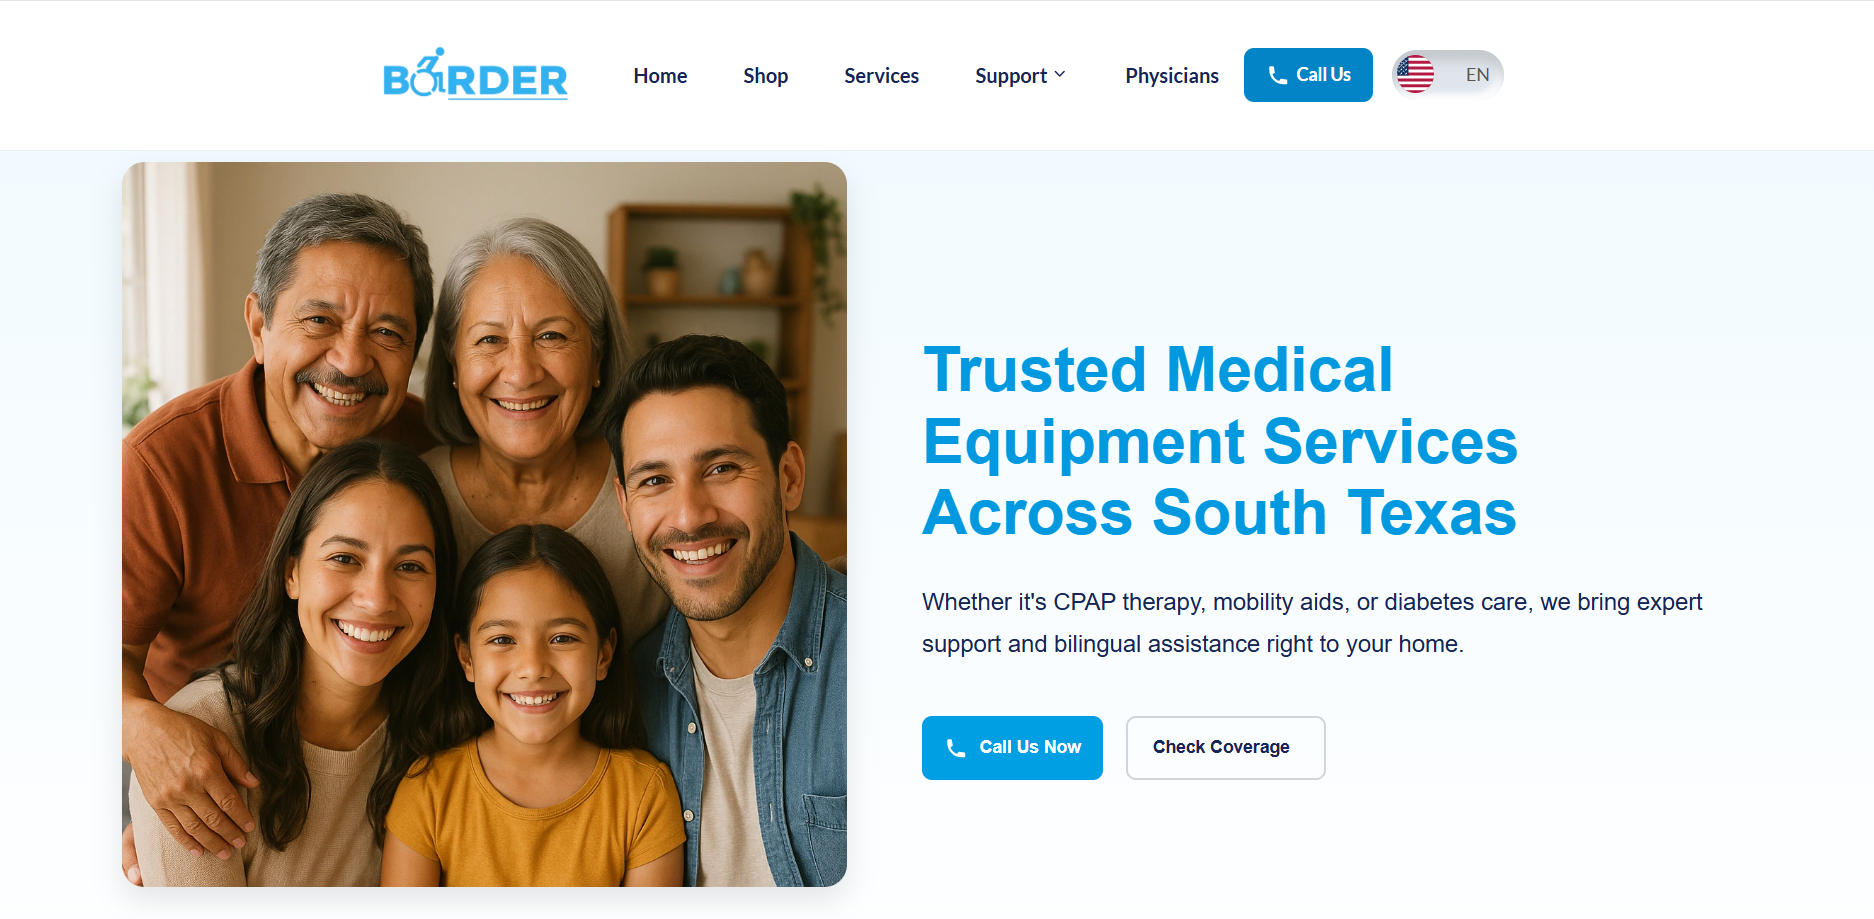 BORDER
Home
Shop
Services
Support
Physicians
Call Us
EN
Trusted Medical
Equipment Services
Across South Texas
Whether it's CPAP therapy, mobility aids, or diabetes care, we bring expert
support and bilingual assistance right to your home.
Call Us Now
Check Coverage